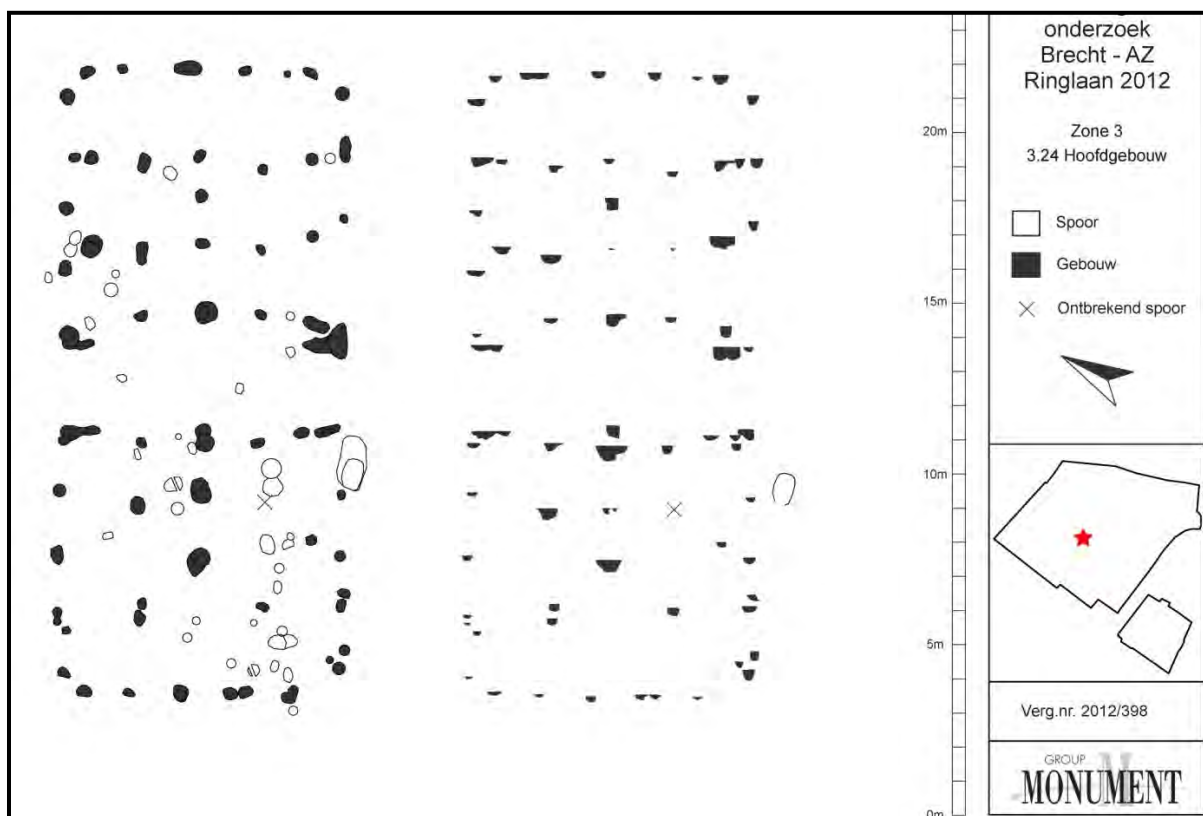 onderzoek
Brecht - AZ
Ringlaan 2012
Zone 3
3.24 Hoofdgebouw
Spoor
Gebouw
Ontbrekend spoor
20m
15m
10m
5m
0m
Verg.nr. 2012/398
GROUP
MONUMENT